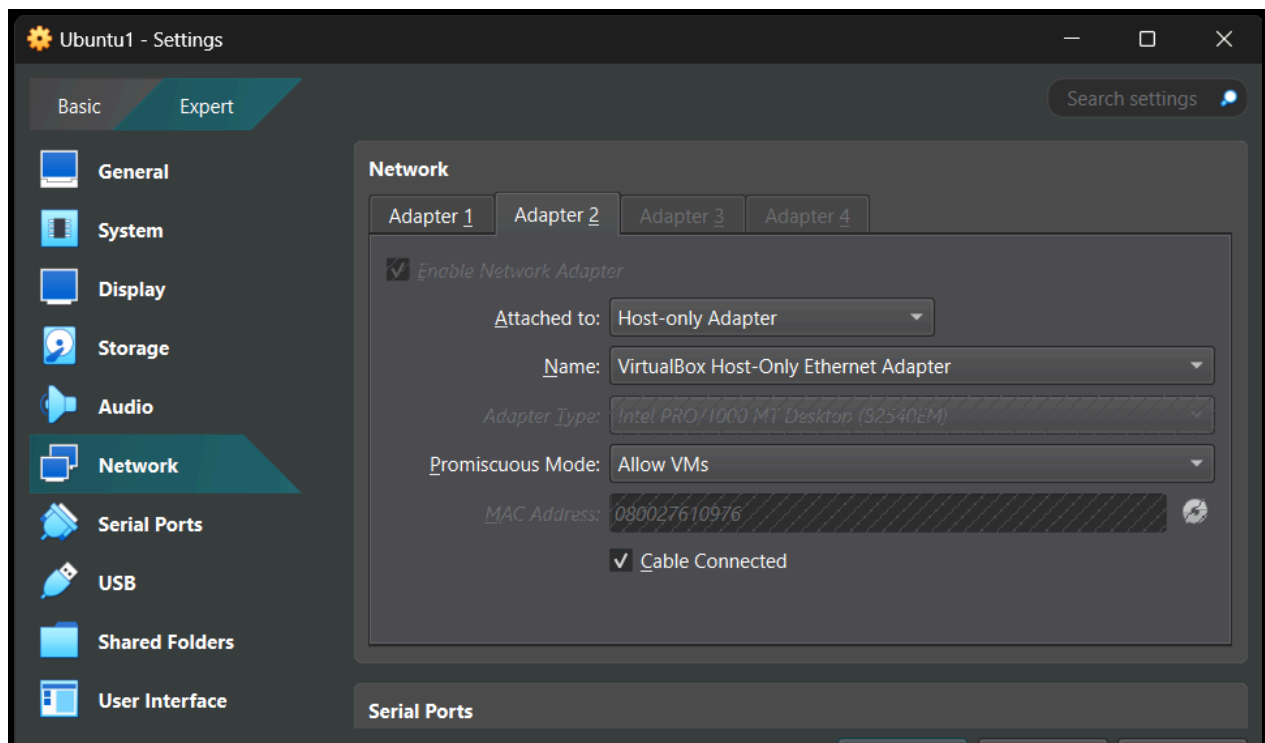 Ubuntu1 - Settings
Basic Expert
Search settings
General
System
Display
Storage
Audio
Network
Serial Ports
USB
Shared Folders
User Interface
Network
Adapter 1 Adapter 2 Adapter 3 Adapter 4
Enable Network Adapter
Attached to: Host-only Adapter
Name: VirtualBox Host-Only Ethernet Adapter
Adapter Type: Intel PRO/1000 MT Desktop (82540EM)
Promiscuous Mode: Allow VMs
MAC Address: 080027610976
Cable Connected
Serial Ports